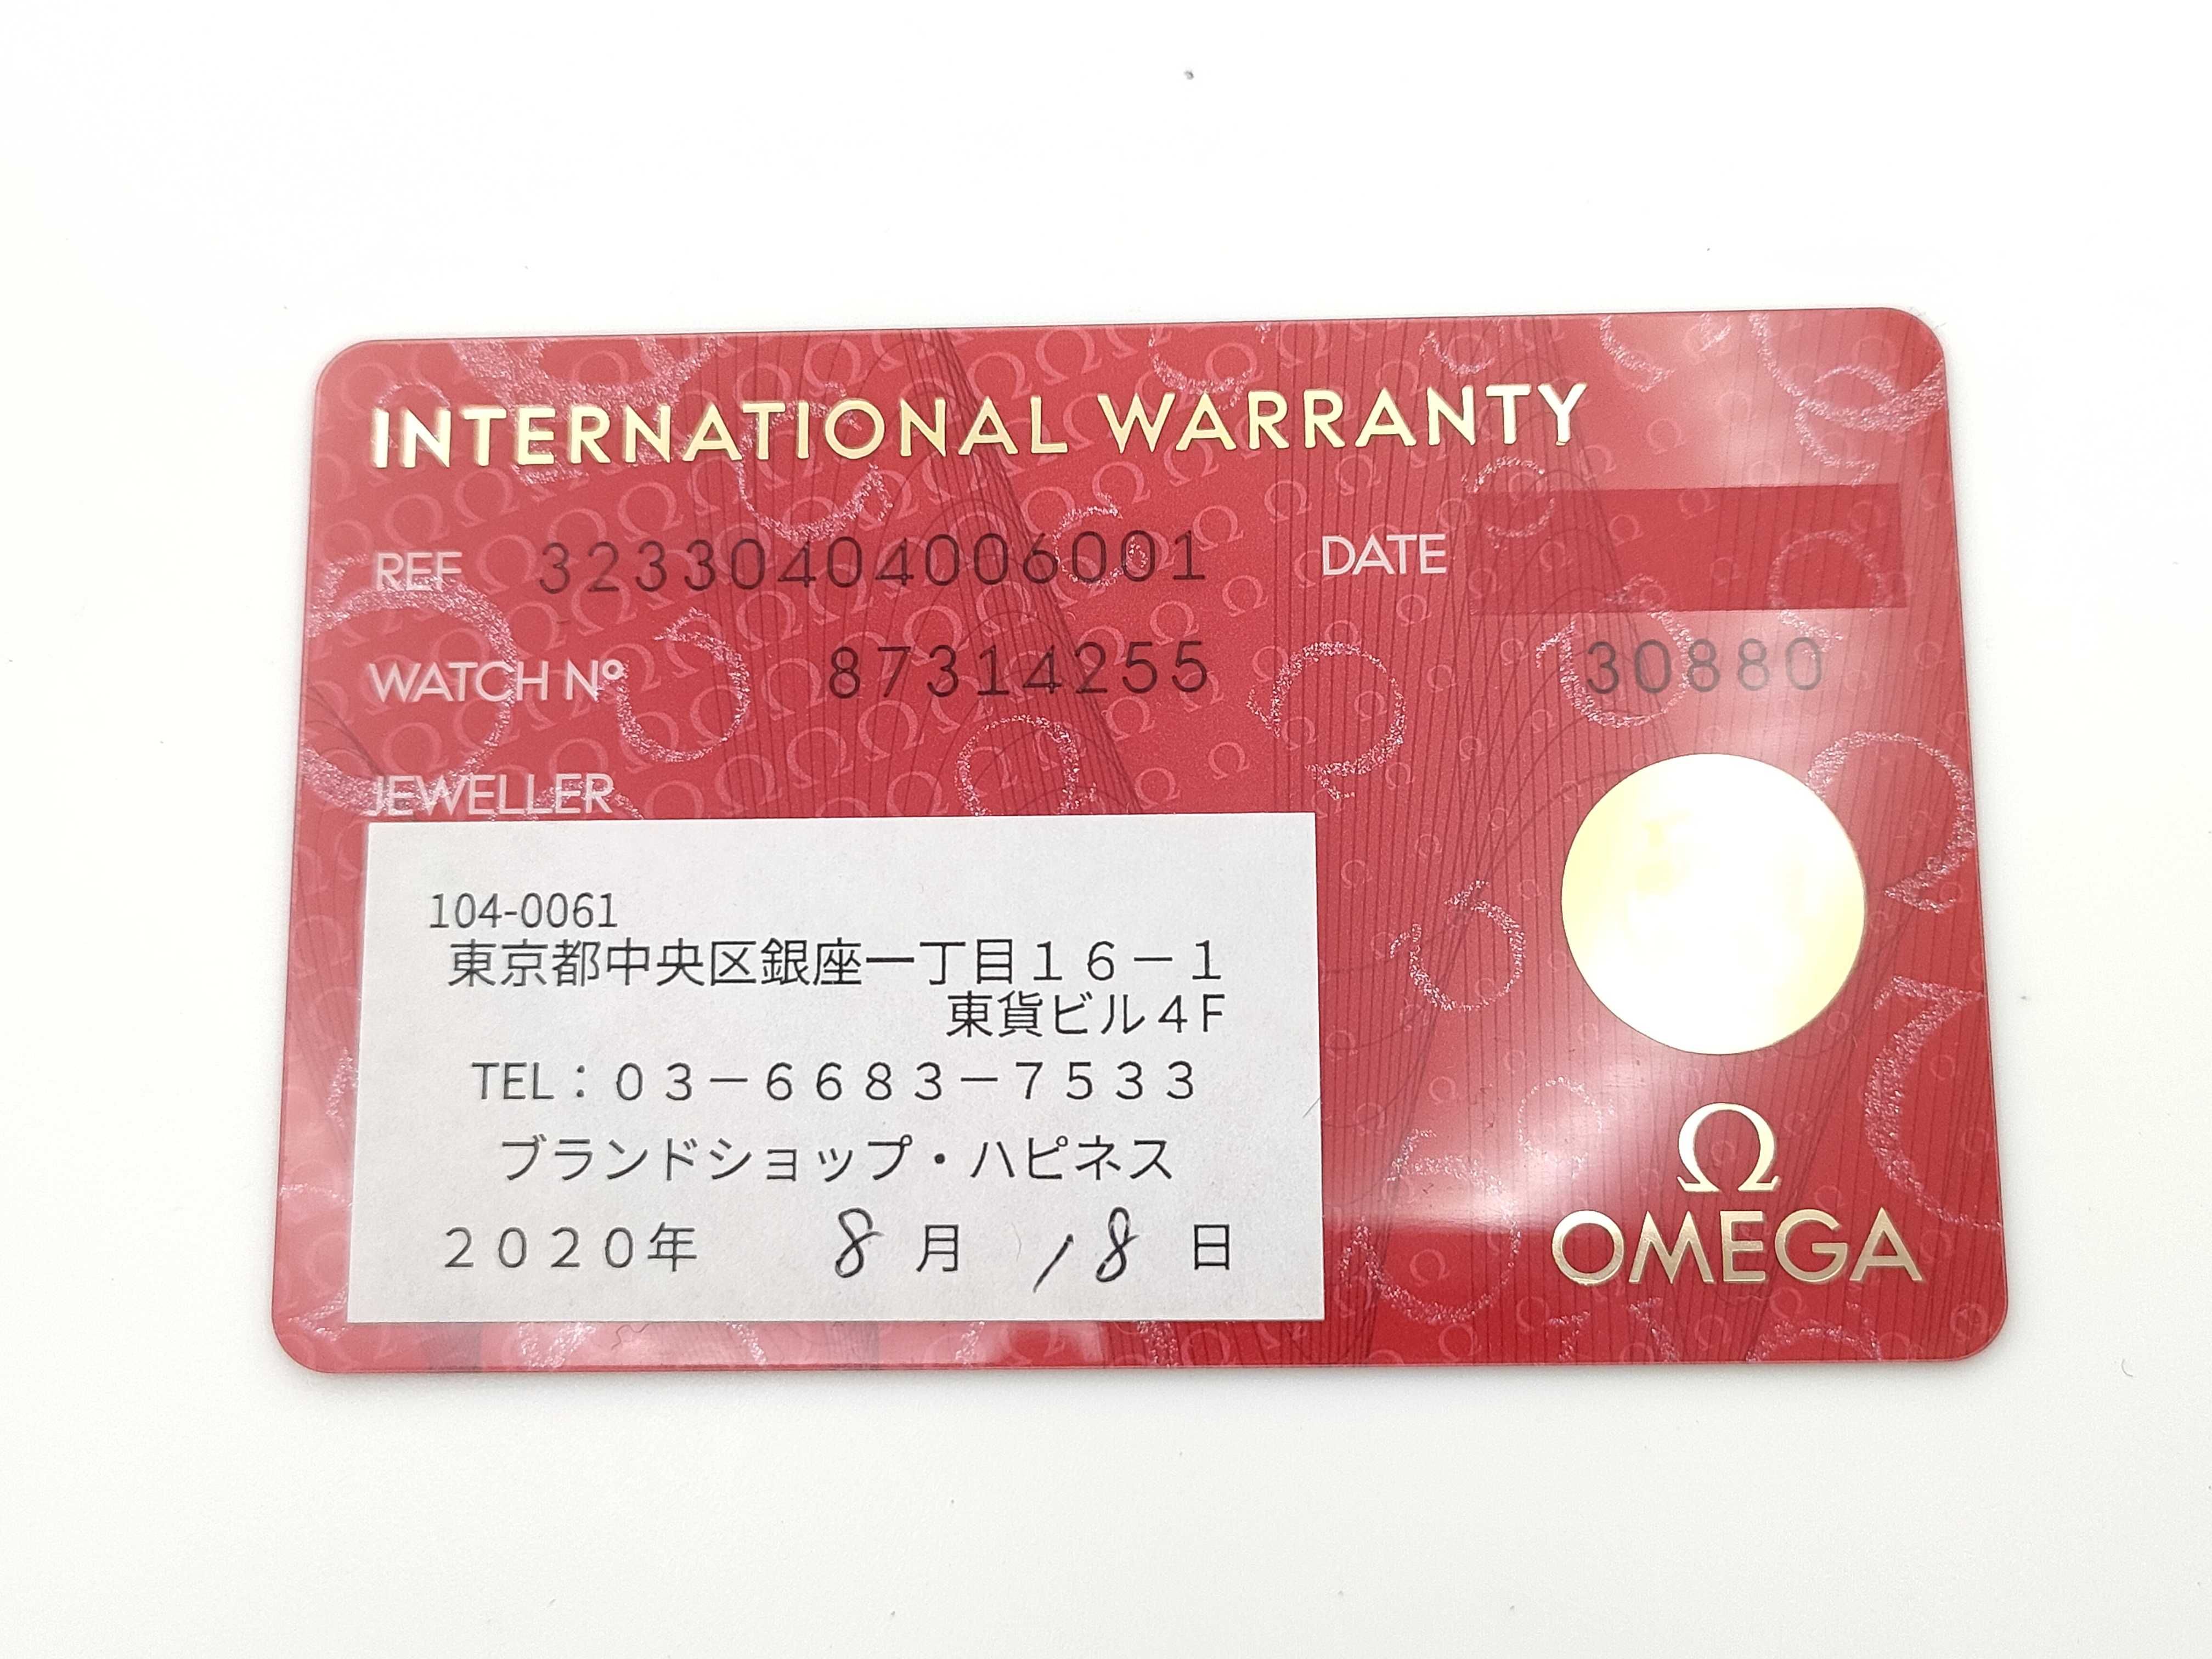 INTERNATIONAL WARRANTY
REF 32330404006001 DATE
WATCH Nº 87314255 30880
JEWELLER
104-0061
東京都中央区銀座一丁目１６－１
東貨ビル４F
TEL：０３－６６８３－７５３３
ブランドショップ・ハピネス
２０２０年 8 月 18 日
Ω
OMEGA